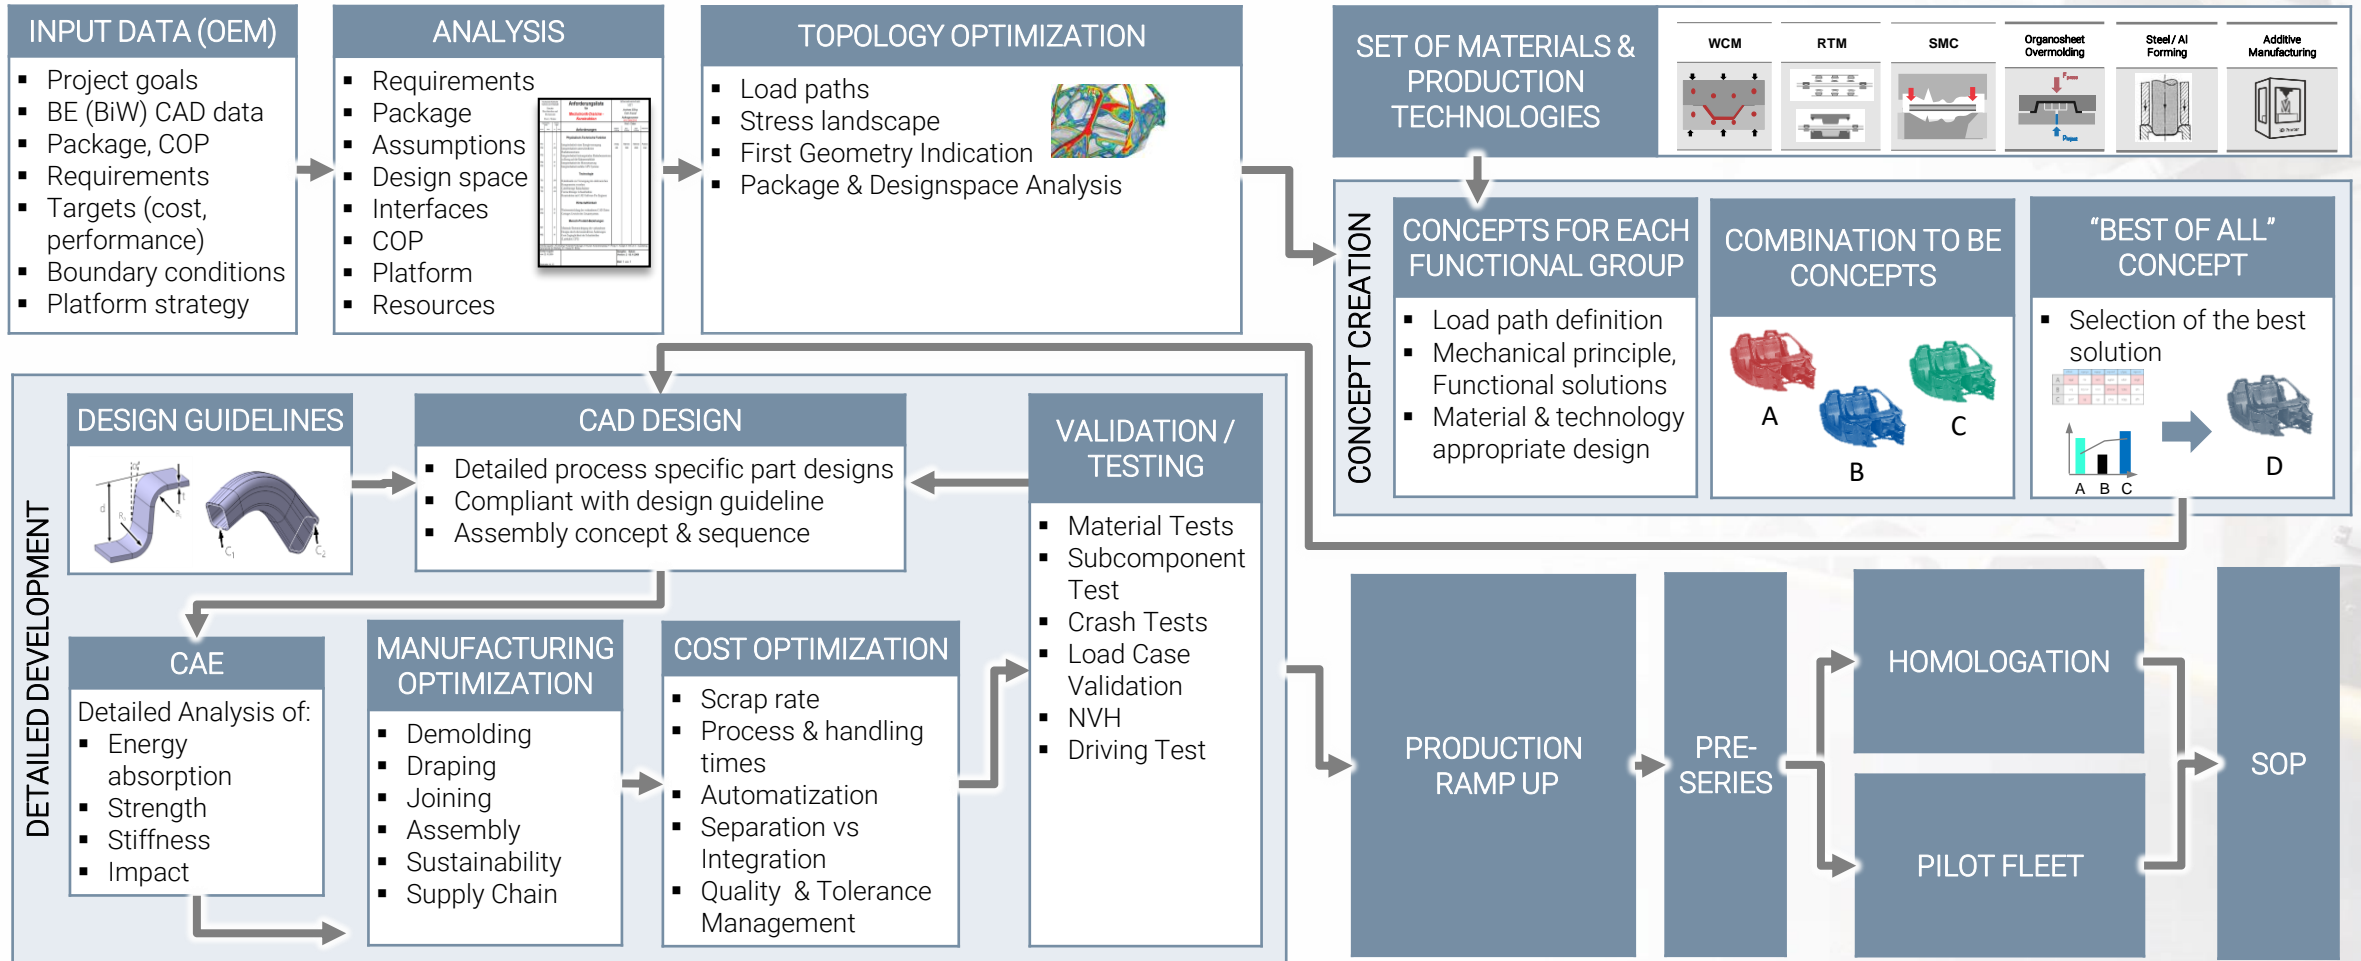 INPUT DATA (OEM)
Project goals
BE (BiW) CAD data
Package, COP
Requirements
Targets (cost,
performance)
Boundary conditions
Platform strategy
ANALYSIS
Requirements
Package
Assumptions
Design space
Interfaces
COP
Platform
Resources
Anforderungsliste
TOPOLOGY OPTIMIZATION
Load paths
Stress landscape
First Geometry Indication
Package & Designspace Analysis
SET OF MATERIALS &
PRODUCTION
TECHNOLOGIES
WCM
RTM
SMC
Organosheet
Overmolding
Steel / Al
Forming
Additive
Manufacturing
CONCEPT CREATION
CONCEPTS FOR EACH
FUNCTIONAL GROUP
Load path definition
Mechanical principle,
Functional solutions
Material & technology
appropriate design
COMBINATION TO BE
CONCEPTS
A
B
C
“BEST OF ALL”
CONCEPT
Selection of the best
solution
A B C
D
DETAILED DEVELOPMENT
DESIGN GUIDELINES
d
t
C1
C2
CAD DESIGN
Detailed process specific part designs
Compliant with design guideline
Assembly concept & sequence
VALIDATION /
TESTING
Material Tests
Subcomponent
Test
Crash Tests
Load Case
Validation
NVH
Driving Test
CAE
Detailed Analysis of:
Energy
absorption
Strength
Stiffness
Impact
MANUFACTURING
OPTIMIZATION
Demolding
Draping
Joining
Assembly
Sustainability
Supply Chain
COST OPTIMIZATION
Scrap rate
Process & handling
times
Automatization
Separation vs
Integration
Quality & Tolerance
Management
PRODUCTION
RAMP UP
PRE-
SERIES
HOMOLOGATION
PILOT FLEET
SOP